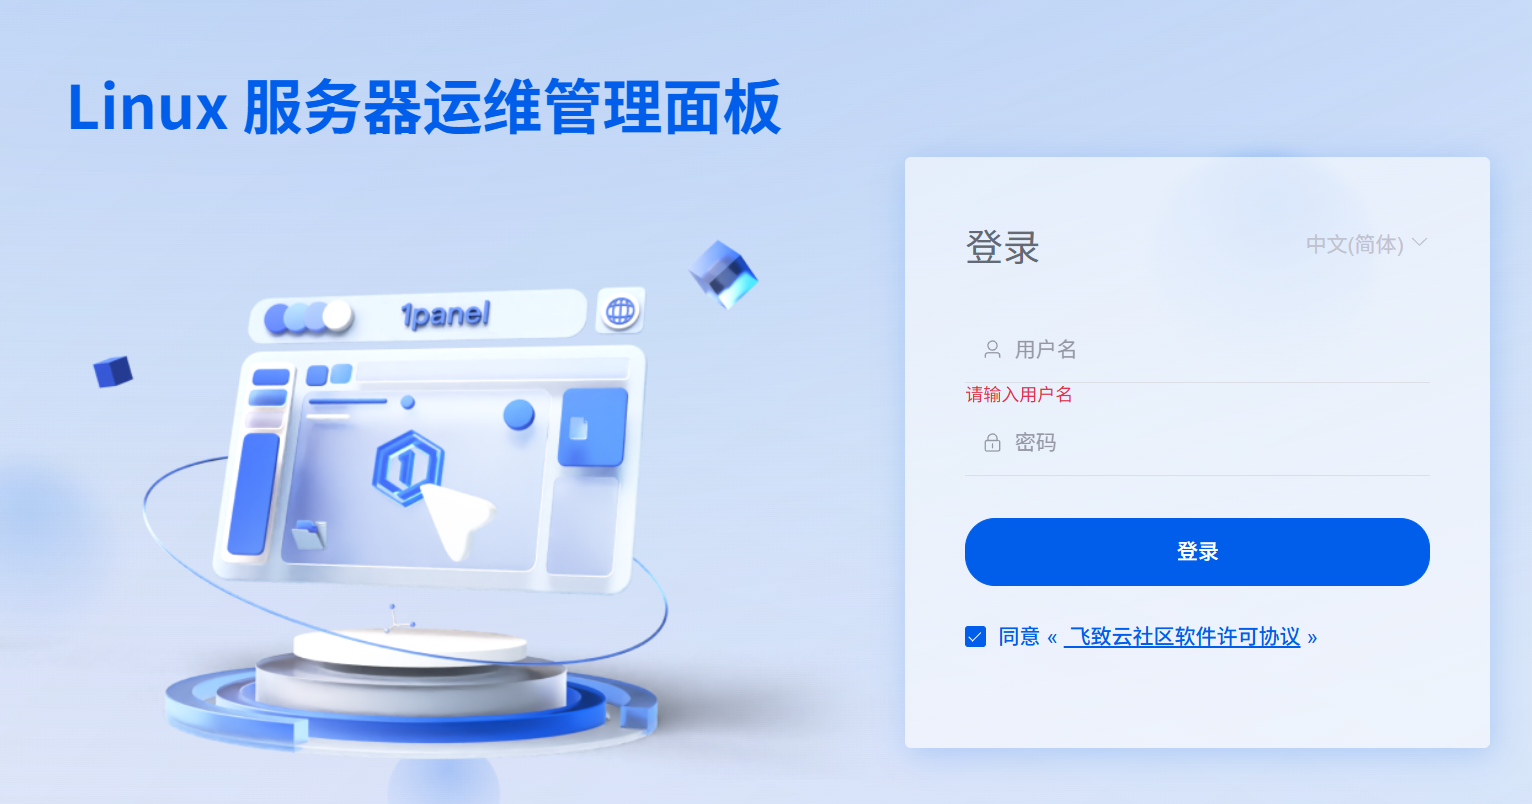 Linux 服务器运维管理面板
1panel
1
登录
中文(简体)
用户名
请输入用户名
密码
登录
同意 « 飞致云社区软件许可协议 »